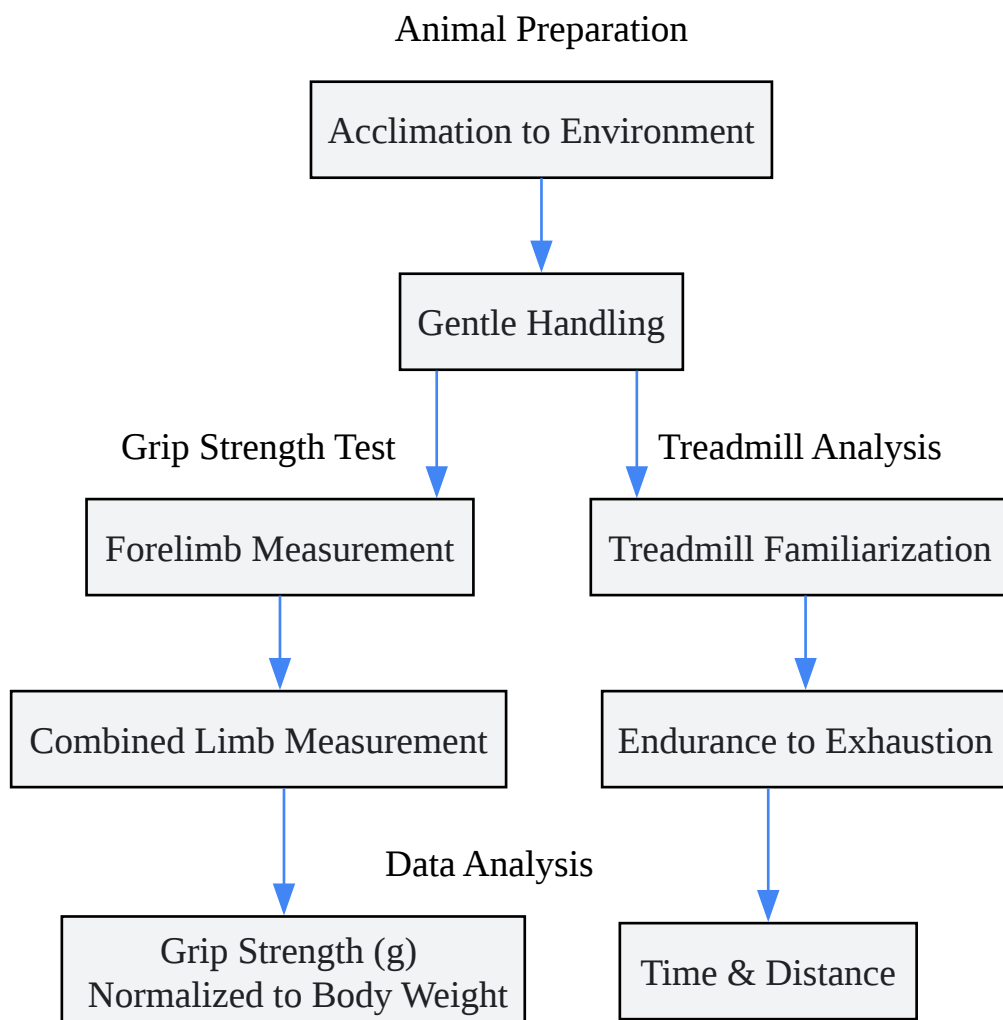 Animal Preparation
Acclimation to Environment
Gentle Handling
Grip Strength Test
Treadmill Analysis
Forelimb Measurement
Treadmill Familiarization
Combined Limb Measurement
Endurance to Exhaustion
Data Analysis
Grip Strength (g)
Normalized to Body Weight
Time & Distance